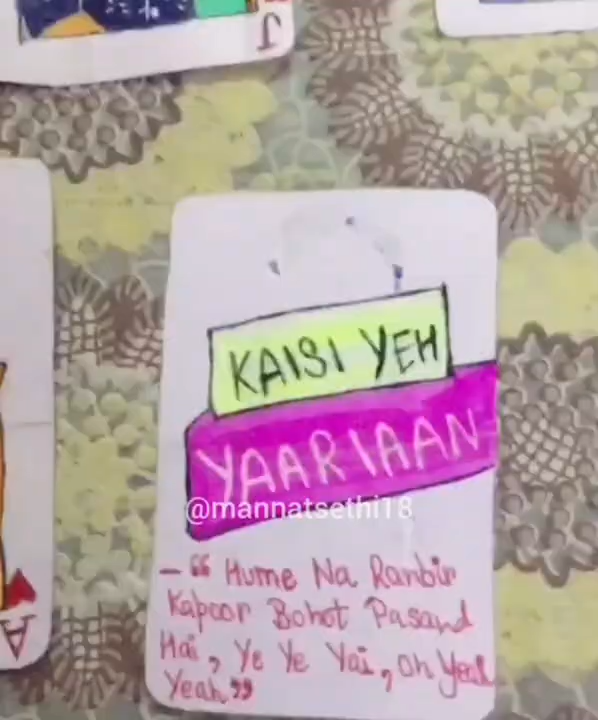 J
KAISI YEH
YAARIAAN
@mannatsethi18
– " Hume Na Ranbir
Kapoor Bohot Pasand
Hai , Ye Ye Yai , Oh Yeah
Yeah "
A